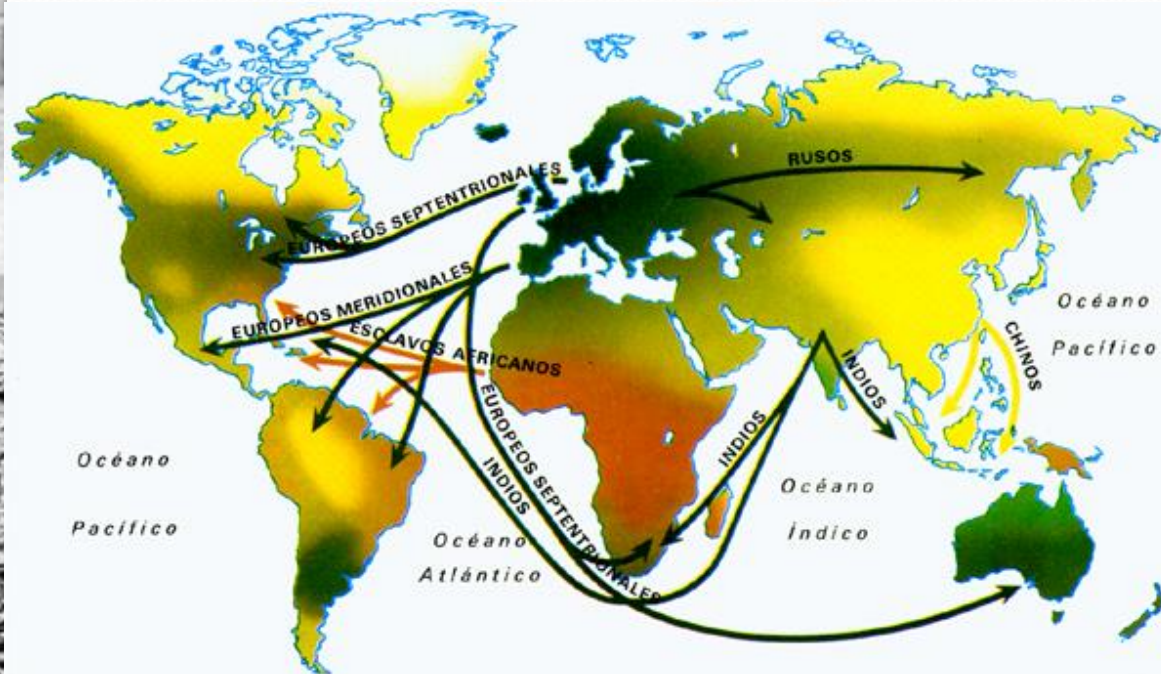 EUROPEOS SEPTENTRIONALES
RUSOS
EUROPEOS MERIDIONALES
ESCLAVOS AFRICANOS
EUROPEOS SEPTENTRIONALES
INDIOS
INDIOS
INDIOS
CHINOS
Océano
Pacífico
Océano
Pacífico
Océano
Atlántico
Océano
Índico